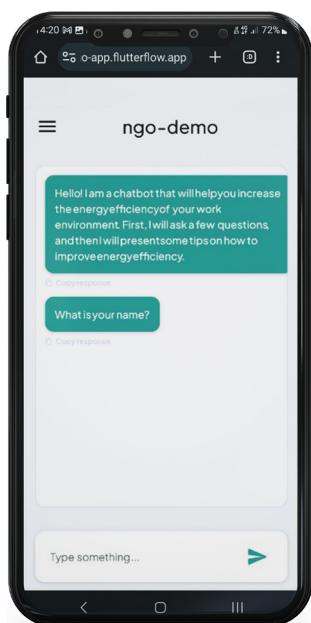 4:20
72%
o-app.flutterflow.app
:D
ngo-demo
Hello! I am a chatbot that will help you increase
the energy efficiency of your work
environment. First, I will ask a few questions,
and then I will present some tips on how to
improve energy efficiency.
Copy response
What is your name?
Copy response
Type something...